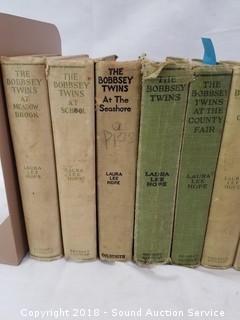 THE
BOBBSEY
TWINS
AT MEADOW
BROOK
LAURA
LEE
HOPE
THE
BOBBSEY
TWINS
AT SCHOOL
LAURA
LEE
HOPE
THE
BOBBSEY
TWINS
At The
Seashore
LAURA
LEE
HOPE
THE
BOBBSEY
TWINS
LAURA
LEE
HOPE
THE
BOBBSEY
TWINS
AT THE
COUNTY
FAIR
LAURA
LEE
HOPE
Copyright 2018 - Sound Auction Service